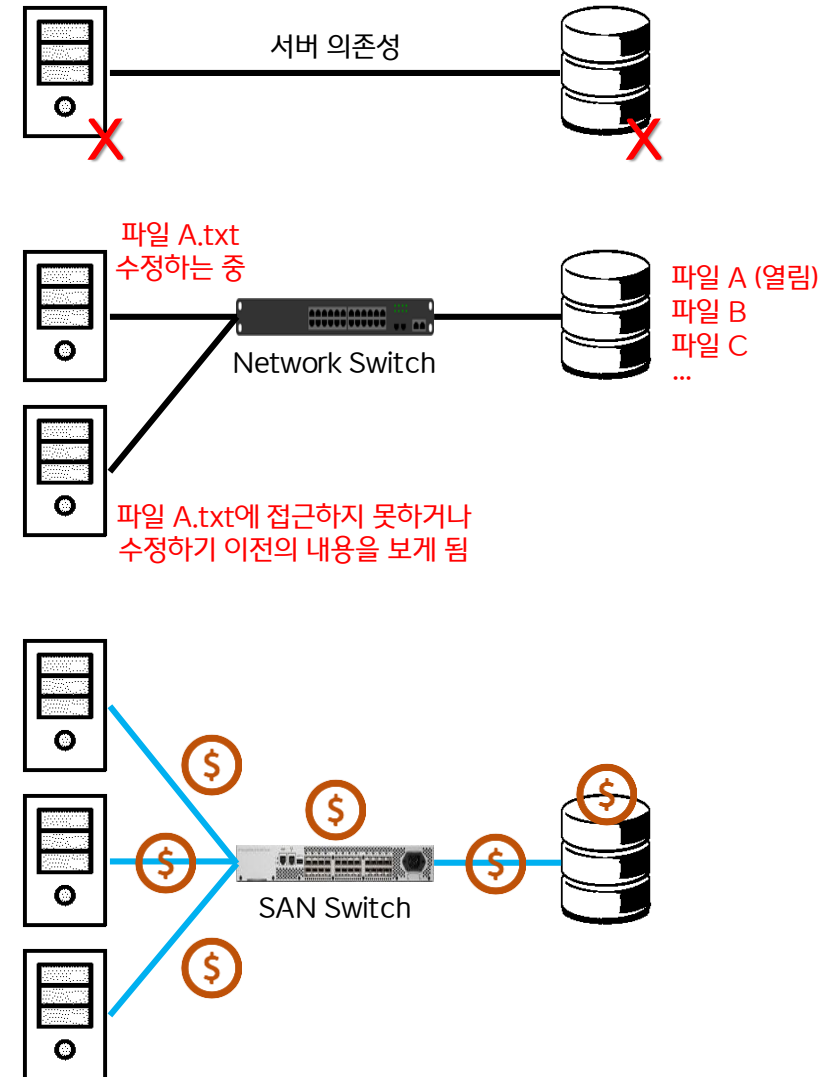 서버 의존성
X
X
파일 A.txt
수정하는 중
파일 A (열림)
파일 B
파일 C
...
Network Switch
파일 A.txt에 접근하지 못하거나
수정하기 이전의 내용을 보게 됨
$
$
$
$
$
SAN Switch
$